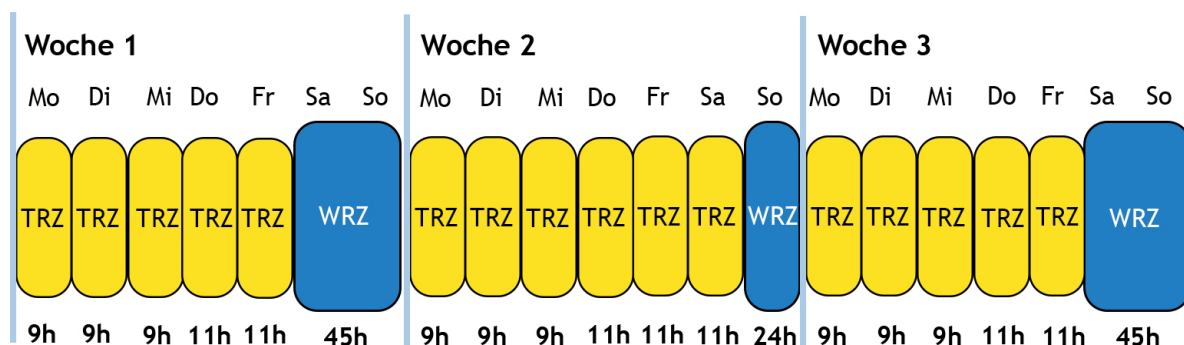 Woche 1 Woche 2 Woche 3
Mo Di Mi Do Fr Sa So Mo Di Mi Do Fr Sa So Mo Di Mi Do Fr Sa So
TRZ TRZ TRZ TRZ TRZ WRZ TRZ TRZ TRZ TRZ TRZ TRZ WRZ TRZ TRZ TRZ TRZ TRZ WRZ
9h 9h 9h 11h 11h 45h 9h 9h 9h 11h 11h 11h 24h 9h 9h 9h 11h 11h 45h